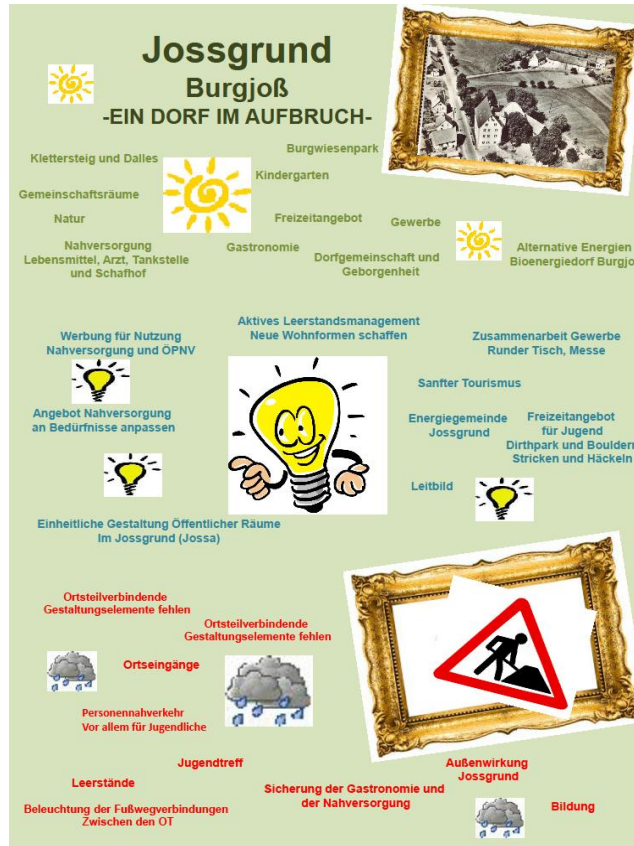 Jossgrund
Burgjoß
-EIN DORF IM AUFBRUCH-
Burgwiesenpark
Klettersteig und Dalles
Kindergarten
Gemeinschaftsräume
Natur
Freizeitangebot
Gewerbe
Nahversorgung
Lebensmittel, Arzt, Tankstelle
und Schafhof
Gastronomie
Dorfgemeinschaft und
Geborgenheit
Alternative Energien
Bioenergiedorf Burgjo
Aktives Leerstandsmanagement
Neue Wohnformen schaffen
Werbung für Nutzung
Nahversorgung und ÖPNV
Zusammenarbeit Gewerbe
Runder Tisch, Messe
Sanfter Tourismus
Angebot Nahversorgung
an Bedürfnisse anpassen
Energiegemeinde
Jossgrund
Freizeitangebot
für Jugend
Dirthpark und Bouldern
Stricken und Häckeln
Leitbild
Einheitliche Gestaltung Öffentlicher Räume
Im Jossgrund (Jossa)
Ortsteilverbindende
Gestaltungselemente fehlen
Ortsteilverbindende
Gestaltungselemente fehlen
Ortseingänge
Personennahverkehr
Vor allem für Jugendliche
Jugendtreff
Außenwirkung
Jossgrund
Leerstände
Sicherung der Gastronomie und
der Nahversorgung
Beleuchtung der Fußwegverbindungen
Zwischen den OT
Bildung